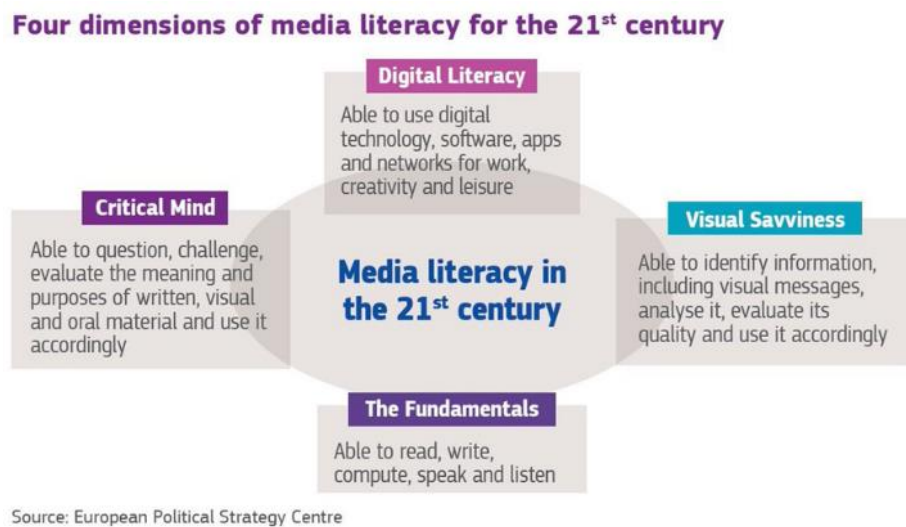 Four dimensions of media literacy for the 21st century
Digital Literacy
Able to use digital
technology, software, apps
and networks for work,
creativity and leisure
Critical Mind
Able to question, challenge,
evaluate the meaning and
purposes of written, visual
and oral material and use it
accordingly
Media literacy in
the 21st century
Visual Savviness
Able to identify information,
including visual messages,
analyse it, evaluate its
quality and use it accordingly
The Fundamentals
Able to read, write,
compute, speak and listen
Source: European Political Strategy Centre